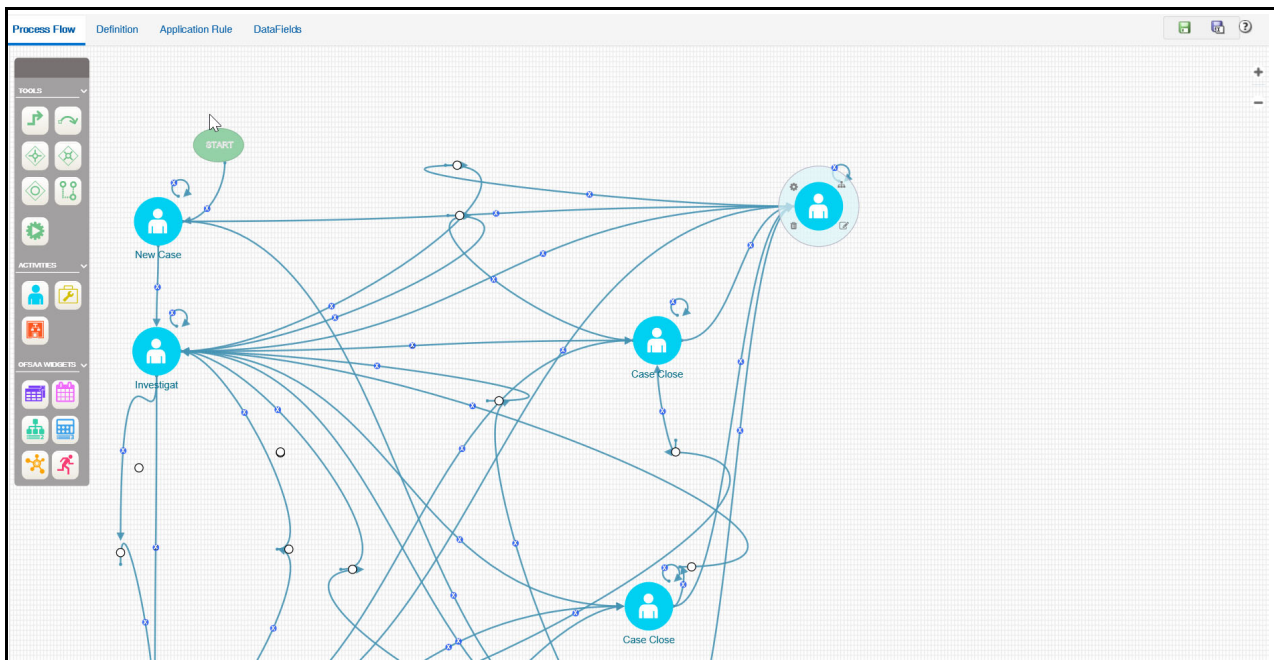 Process Flow
Definition
Application Rule
DataFields
TOOLS
START
New Case
ACTIVITIES
Investigat
Case Close
OFSAA WIDGETS
Case Close